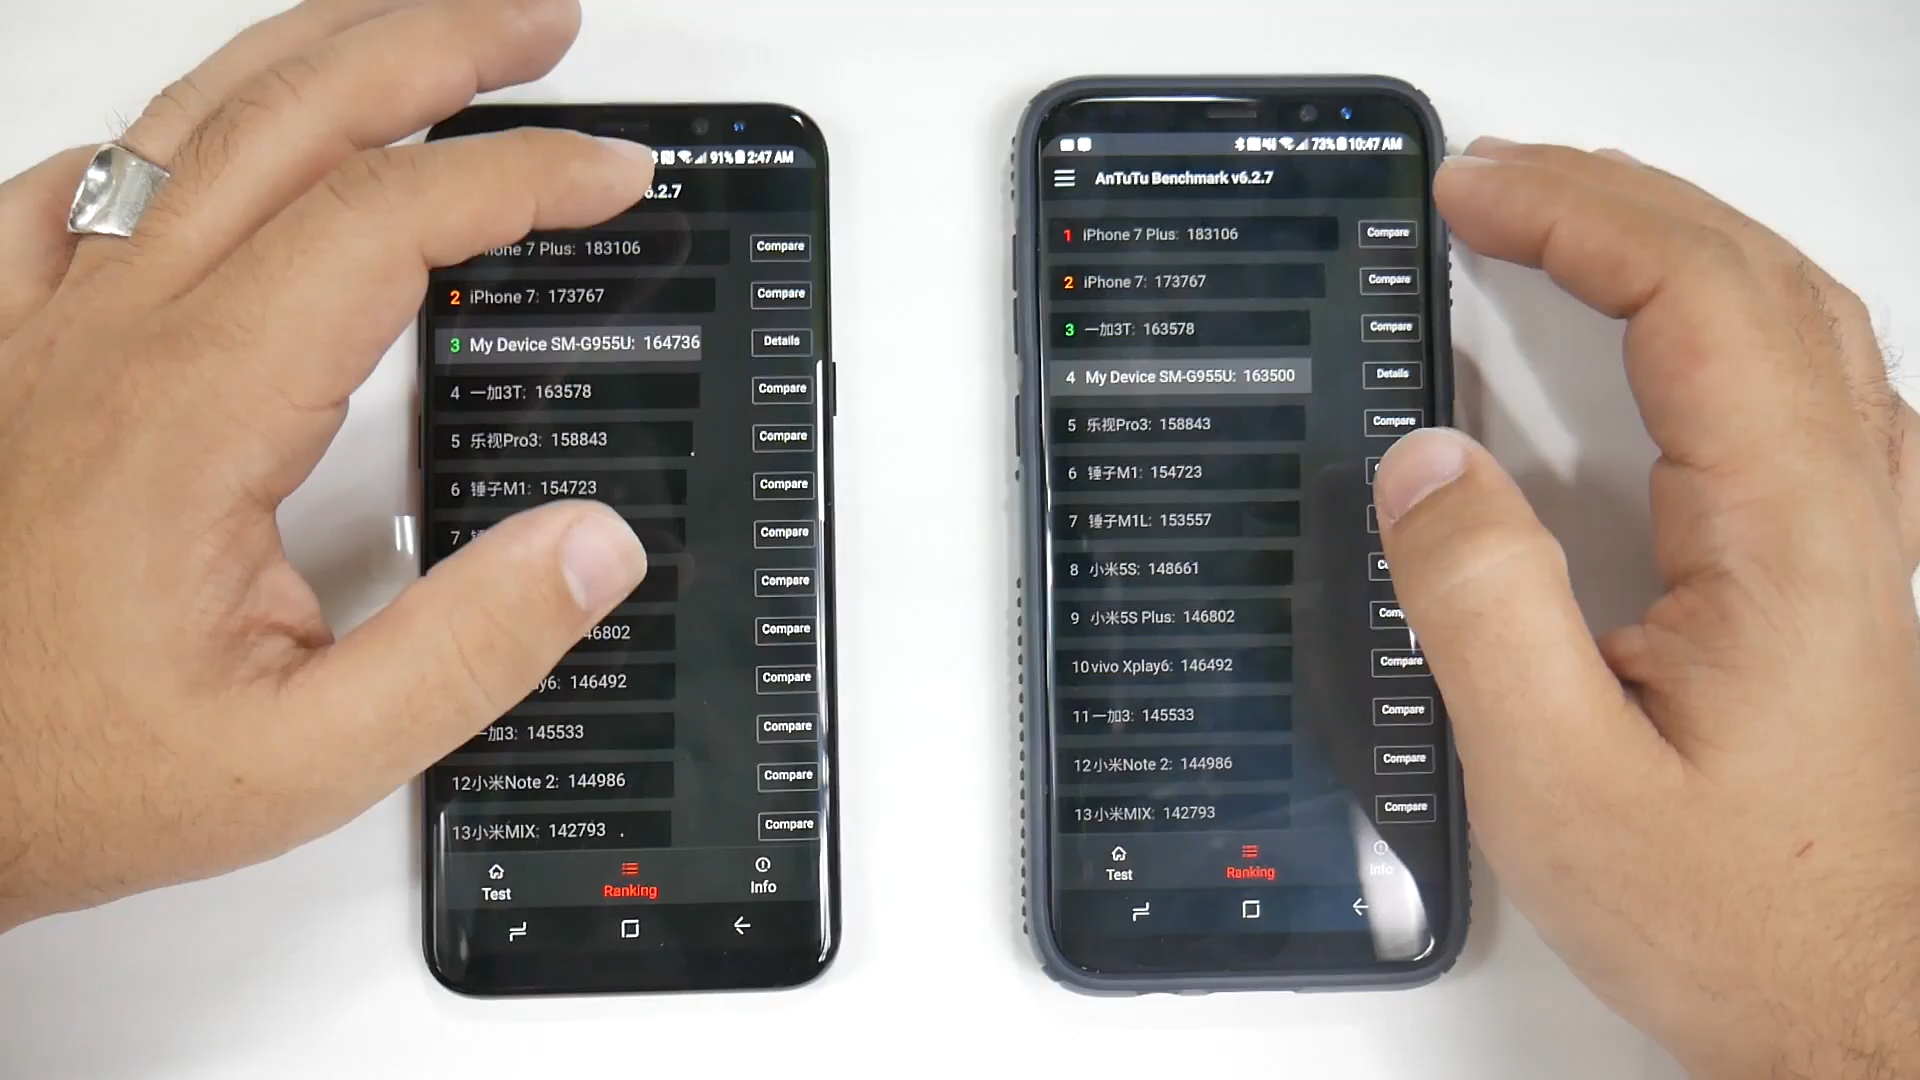 91% 2:47 AM
6.2.7
Plus: 183106 Compare
2 iPhone 7: 173767 Compare
3 My Device SM-G955U: 164736 Details
4 一加3T: 163578 Compare
5 乐视Pro3: 158843 Compare
6 锤子M1: 154723 Compare
7 Compare
Compare
46802 Compare
146492 Compare
一加3: 145533 Compare
12 小米Note 2: 144986 Compare
13 小米MIX: 142793 Compare
Test Ranking Info
73% 10:47 AM
AnTuTu Benchmark v6.2.7
1 iPhone 7 Plus: 183106 Compare
2 iPhone 7: 173767 Compare
3 一加3T: 163578 Compare
4 My Device SM-G955U: 163500 Details
5 乐视Pro3: 158843 Compare
6 锤子M1: 154723
7 锤子M1L: 153557
8 小米5S: 148661
9 小米5S Plus: 146802
10 vivo Xplay6: 146492 Compare
11 一加3: 145533 Compare
12 小米Note 2: 144986 Compare
13 小米MIX: 142793 Compare
Test Ranking Info